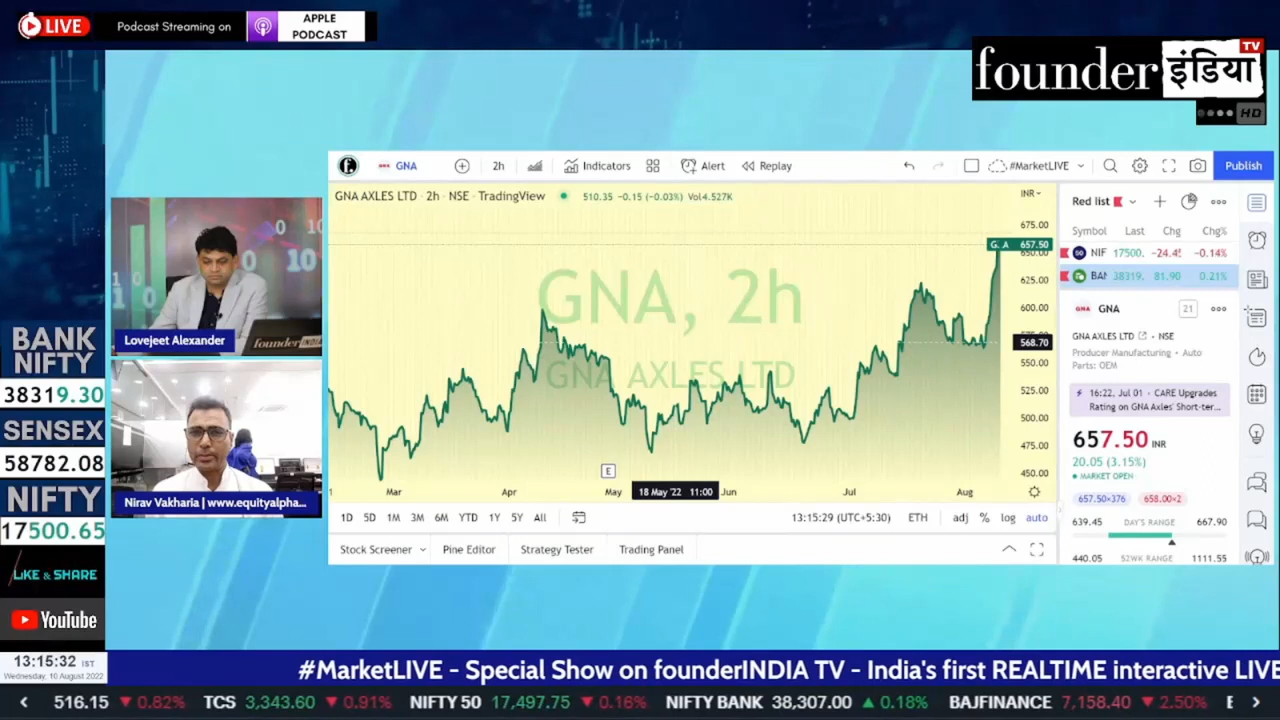 LIVE
Podcast Streaming on
APPLE
PODCAST
founder इंडिया
TV
HD
GNA
2h
Indicators
Alert
Replay
#MarketLIVE
Publish
GNA AXLES LTD · 2h · NSE · TradingView
510.35 −0.15 (−0.03%) Vol4.527K
INR
675.00
G. A 657.50
650.00
625.00
600.00
568.70
550.00
525.00
500.00
475.00
450.00
GNA, 2h
GNA AXLES LTD
E
Mar
Apr
May
18 May '22 11:00
Jun
Jul
Aug
1D 5D 1M 3M 6M YTD 1Y 5Y All
13:15:29 (UTC+5:30)
ETH
adj % log auto
Stock Screener
Pine Editor
Strategy Tester
Trading Panel
Red list
Symbol Last Chg Chg%
NIF 17500. −0.14%
BAN 38319. 81.90 0.21%
GNA
21
GNA AXLES LTD · NSE
Producer Manufacturing · Auto
Parts: OEM
16:22, Jul 01 · CARE Upgrades
Rating on GNA Axles' Short-ter...
657.50 INR
20.05 (3.15%)
MARKET OPEN
657.50×376 658.00×2
639.45 DAY'S RANGE 667.90
440.05 52WK RANGE 1111.55
Lovejeet Alexander
founderINDIA
Nirav Vakharia | www.equityalpha...
BANK
NIFTY
38319.30
SENSEX
58782.08
NIFTY
17500.65
LIKE & SHARE
YouTube
13:15:32 IST
Wednesday, 10 August 2022
#MarketLIVE - Special Show on founderINDIA TV - India's first REALTIME interactive LIVE
516.15 ▼ 0.82% TCS 3,343.60 ▼ 0.91% NIFTY 50 17,497.75 ▼ 0.16% NIFTY BANK 38,307.00 ▲ 0.18% BAJFINANCE 7,158.40 ▼ 2.50%